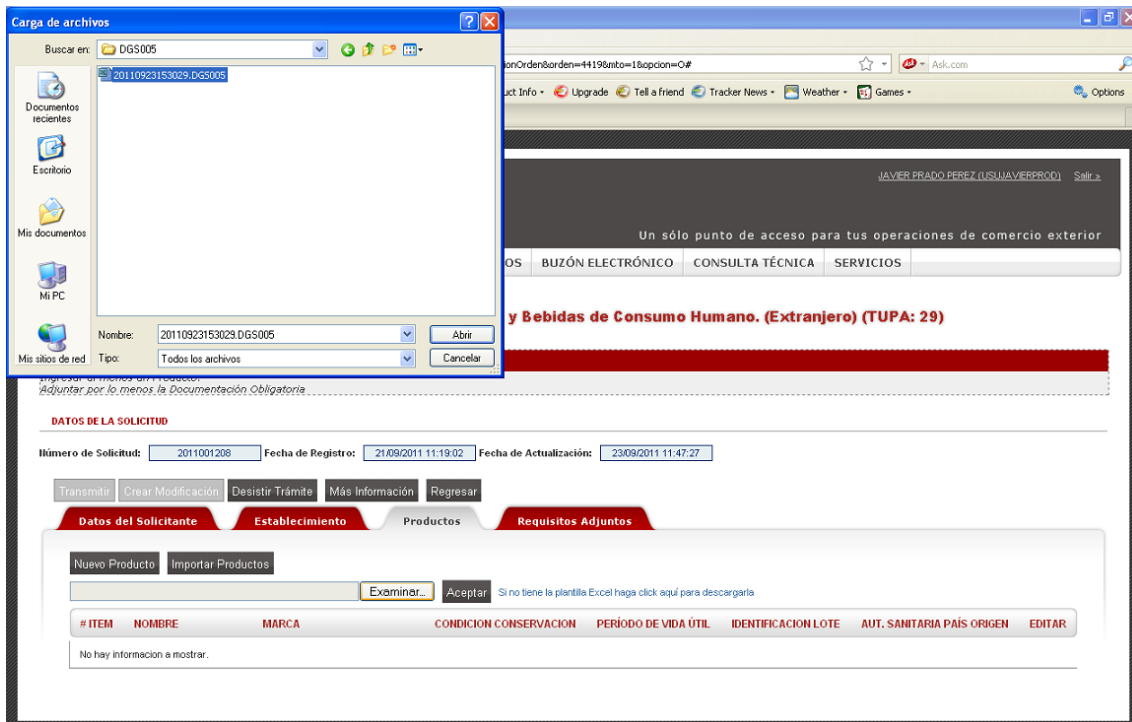 Carga de archivos
Buscar en: DGS005
20110923153029.DGS005
Documentos recientes
Escritorio
Mis documentos
Mi PC
Mis sitios de red
Nombre: 20110923153029.DGS005 Abrir
Tipo: Todos los archivos Cancelar
ionOrden&orden=4419&mto=1&opcion=O# Ask.com
uct Info Upgrade Tell a friend Tracker News Weather Games Options
JAVIER PRADO PEREZ (USUJAVIERPROD) Salir »
Un sólo punto de acceso para tus operaciones de comercio exterior
OS BUZÓN ELECTRÓNICO CONSULTA TÉCNICA SERVICIOS
y Bebidas de Consumo Humano. (Extranjero) (TUPA: 29)
Adjuntar por lo menos la Documentación Obligatoria
DATOS DE LA SOLICITUD
Número de Solicitud: 2011001208 Fecha de Registro: 21/09/2011 11:19:02 Fecha de Actualización: 23/09/2011 11:47:27
Transmitir Crear Modificación Desistir Trámite Más Información Regresar
Datos del Solicitante Establecimiento Productos Requisitos Adjuntos
Nuevo Producto Importar Productos
Examinar... Aceptar Si no tiene la plantilla Excel haga click aquí para descargarla
# ITEM NOMBRE MARCA CONDICION CONSERVACION PERÍODO DE VIDA ÚTIL IDENTIFICACION LOTE AUT. SANITARIA PAÍS ORIGEN EDITAR
No hay informacion a mostrar.